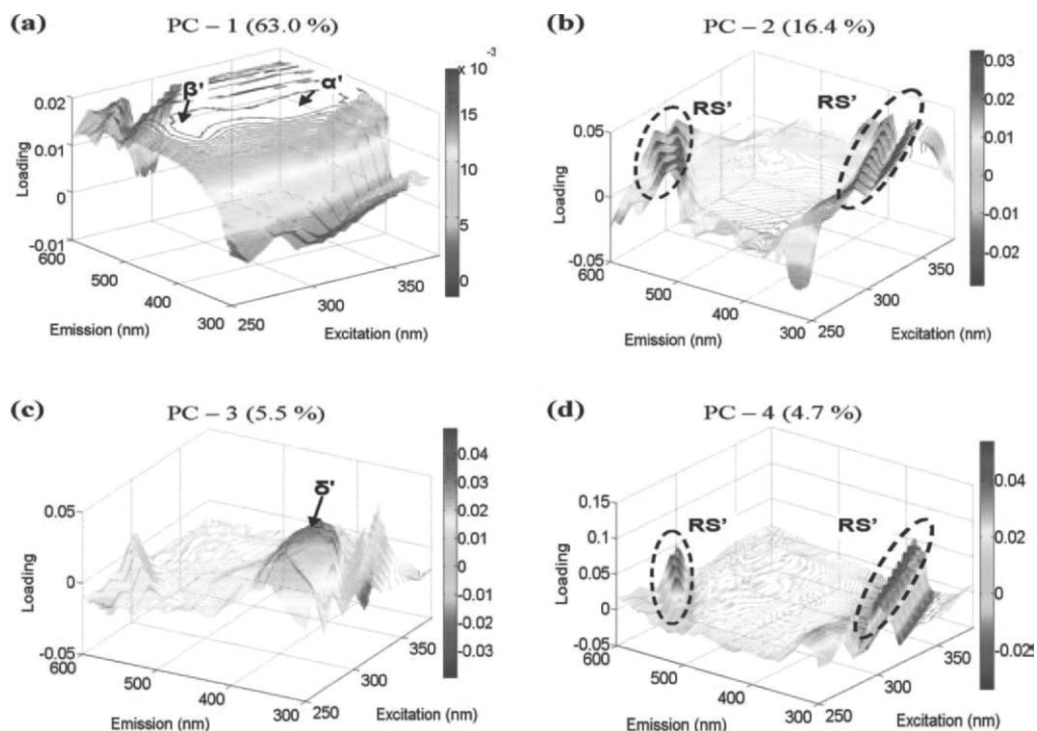 (a) PC – 1 (63.0 %)
x 10⁻³
β'
α'
0.02
0.01
0
-0.01
Loading
600
500
400
300
Emission (nm)
250
300
350
Excitation (nm)
15
10
5
0
(b) PC – 2 (16.4 %)
RS'
RS'
0.05
0
-0.05
Loading
600
500
400
300
Emission (nm)
250
300
350
Excitation (nm)
0.03
0.02
0.01
0
-0.01
-0.02
(c) PC – 3 (5.5 %)
δ'
0.05
0
-0.05
Loading
600
500
400
300
Emission (nm)
250
300
350
Excitation (nm)
0.04
0.03
0.02
0.01
0
-0.01
-0.02
-0.03
(d) PC – 4 (4.7 %)
RS'
RS'
0.15
0.1
0.05
0
-0.05
Loading
600
500
400
300
Emission (nm)
250
300
350
Excitation (nm)
0.04
0.02
0
-0.02